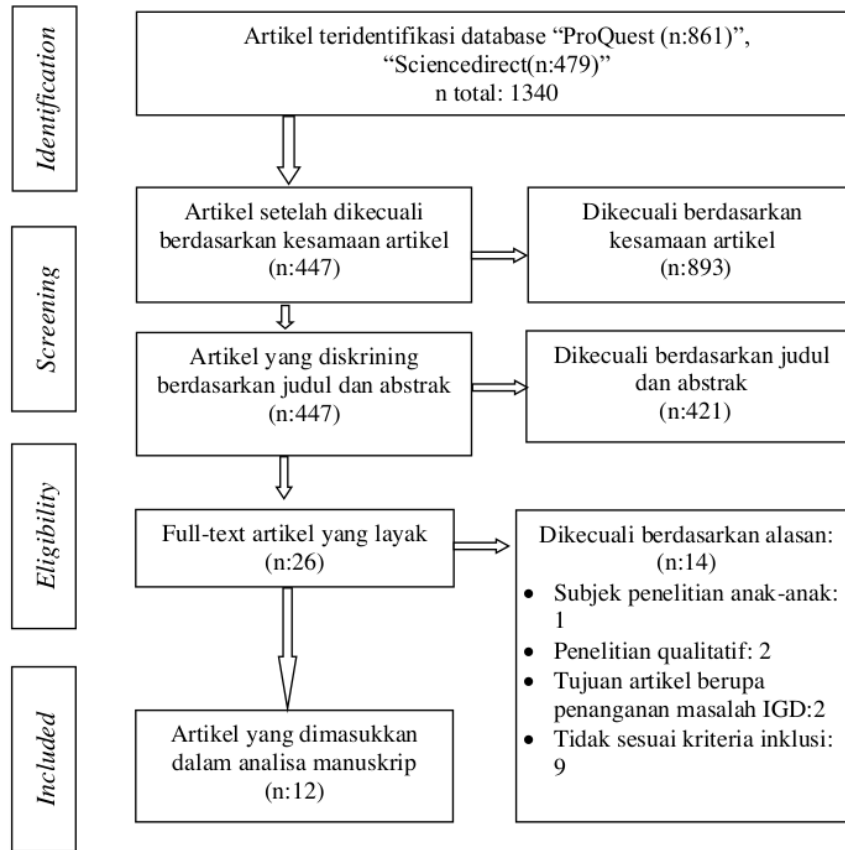 Identification
Artikel teridentifikasi database “ProQuest (n:861)”,
“Sciencedirect(n:479)”
n total: 1340
Screening
Artikel setelah dikecuali
berdasarkan kesamaan artikel
(n:447)
Dikecuali berdasarkan
kesamaan artikel
(n:893)
Artikel yang diskrining
berdasarkan judul dan abstrak
(n:447)
Dikecuali berdasarkan judul
dan abstrak
(n:421)
Eligibility
Full-text artikel yang layak
(n:26)
Dikecuali berdasarkan alasan:
(n:14)
• Subjek penelitian anak-anak:
1
• Penelitian qualitatif: 2
• Tujuan artikel berupa
penanganan masalah IGD:2
• Tidak sesuai kriteria inklusi:
9
Included
Artikel yang dimasukkan
dalam analisa manuskrip
(n:12)